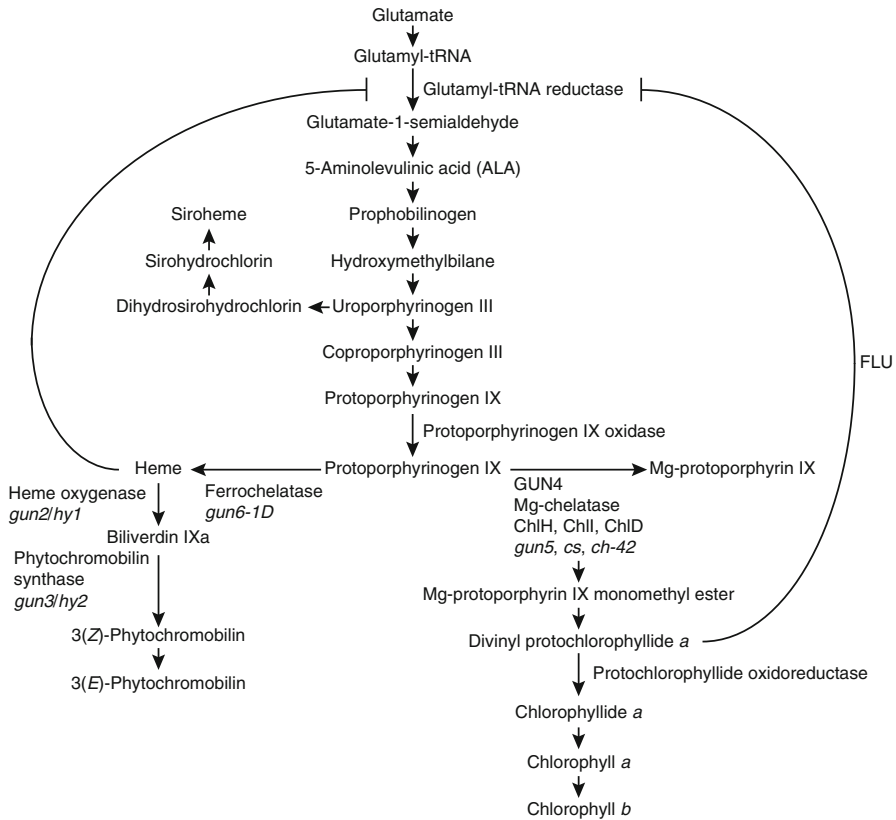 Glutamate
Glutamyl-tRNA
Glutamyl-tRNA reductase
Glutamate-1-semialdehyde
5-Aminolevulinic acid (ALA)
Siroheme
Prophobilinogen
Sirohydrochlorin
Hydroxymethylbilane
Dihydrosirohydrochlorin
Uroporphyrinogen III
Coproporphyrinogen III
FLU
Protoporphyrinogen IX
Protoporphyrinogen IX oxidase
Heme
Protoporphyrinogen IX
Mg-protoporphyrin IX
Heme oxygenase
gun2/hy1
Ferrochelatase
gun6-1D
GUN4
Mg-chelatase
ChlH, ChlI, ChlD
gun5, cs, ch-42
Biliverdin IXa
Phytochromobilin
synthase
gun3/hy2
Mg-protoporphyrin IX monomethyl ester
3(Z)-Phytochromobilin
Divinyl protochlorophyllide a
Protochlorophyllide oxidoreductase
3(E)-Phytochromobilin
Chlorophyllide a
Chlorophyll a
Chlorophyll b